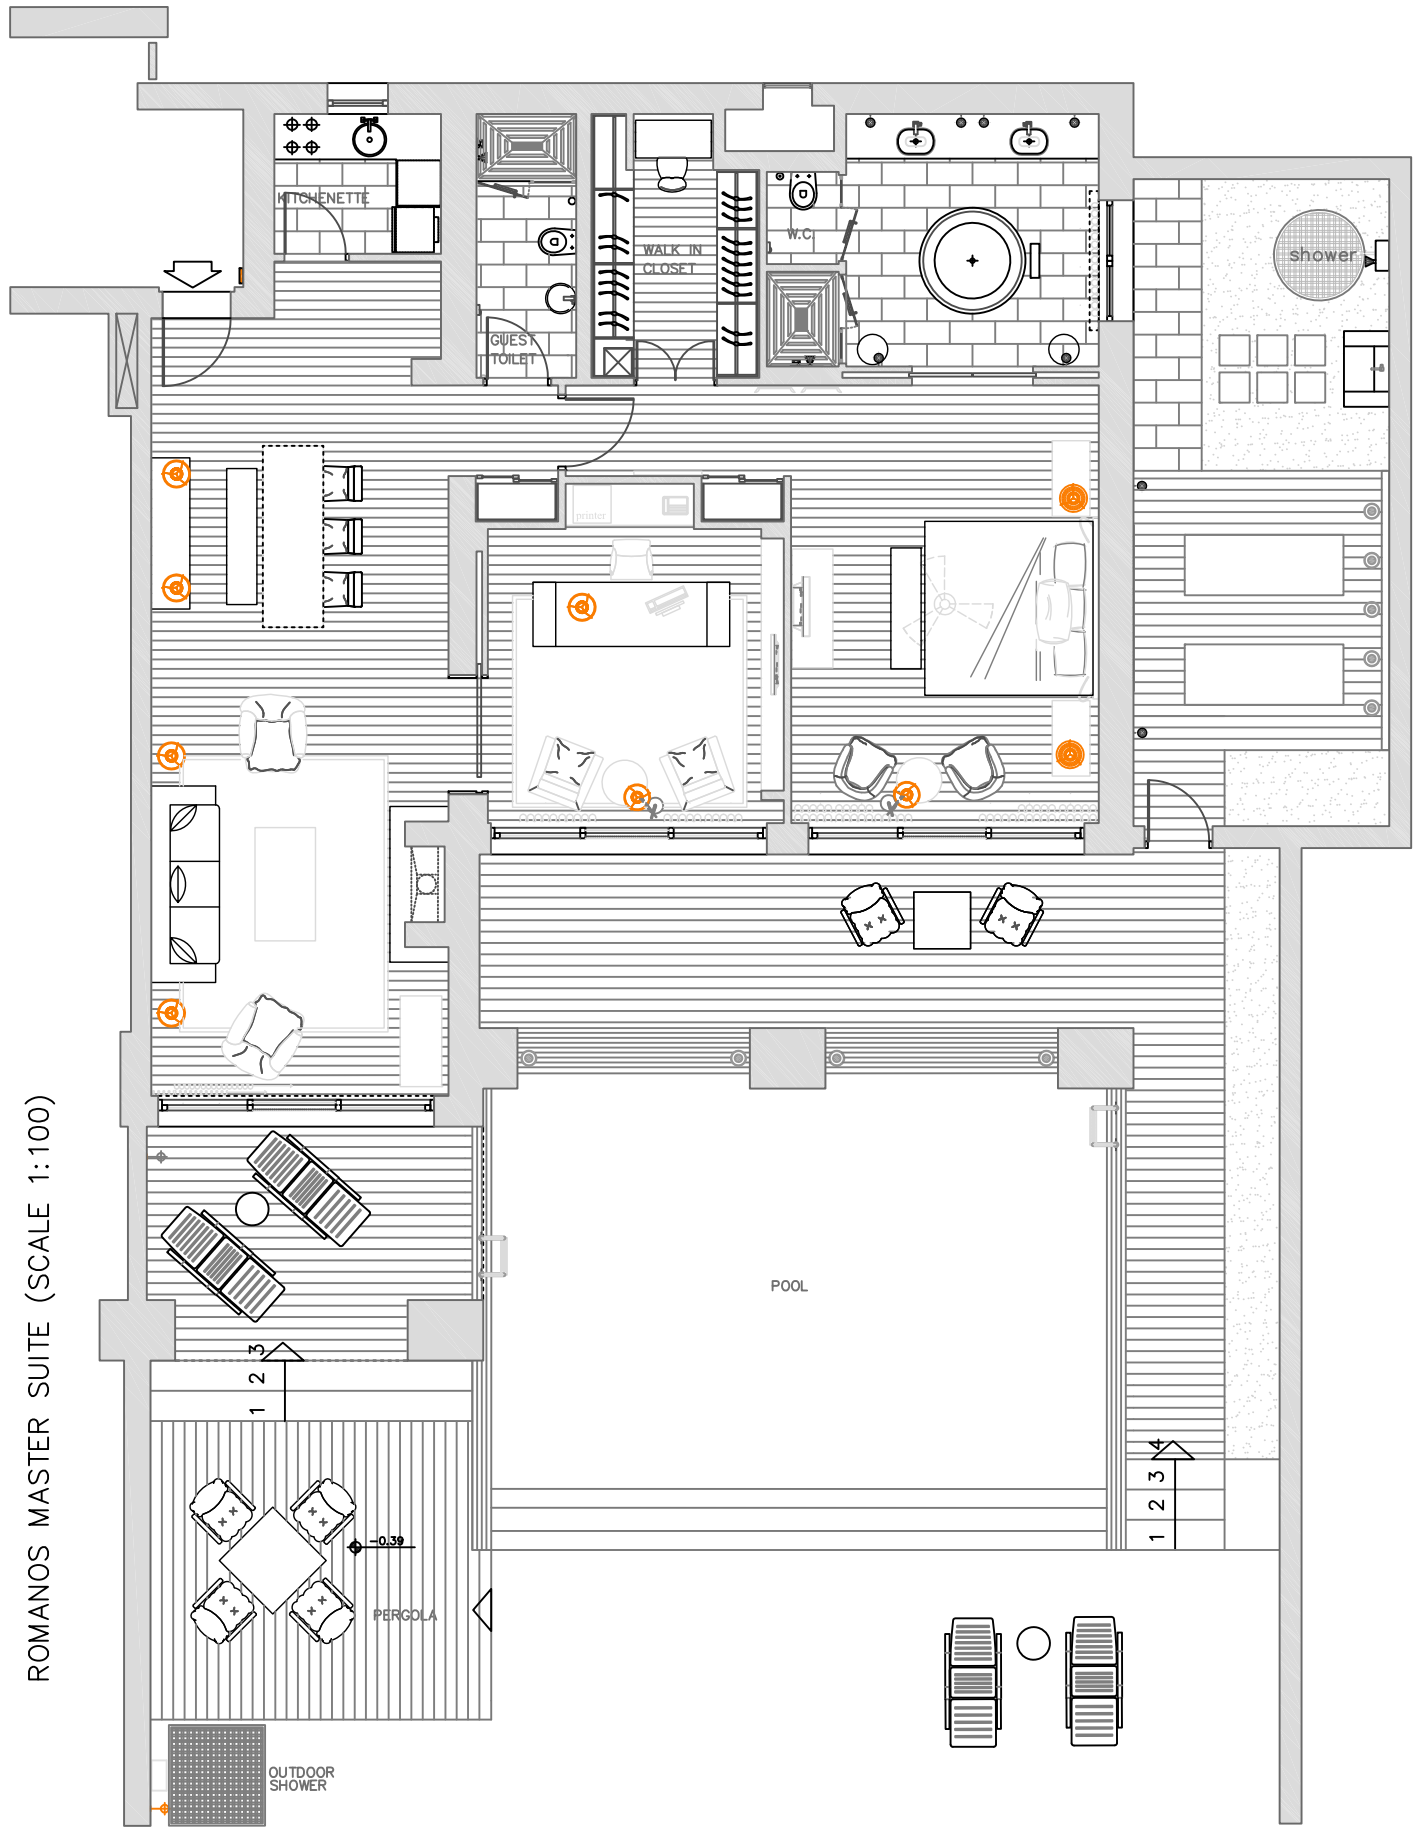 KITCHENETTE
WALK IN
CLOSET
W.C.
shower
GUEST
TOILET
printer
ROMANOS MASTER SUITE (SCALE 1:100)
POOL
3
2
1
4
3
2
1
-0.39
PERGOLA
OUTDOOR
SHOWER